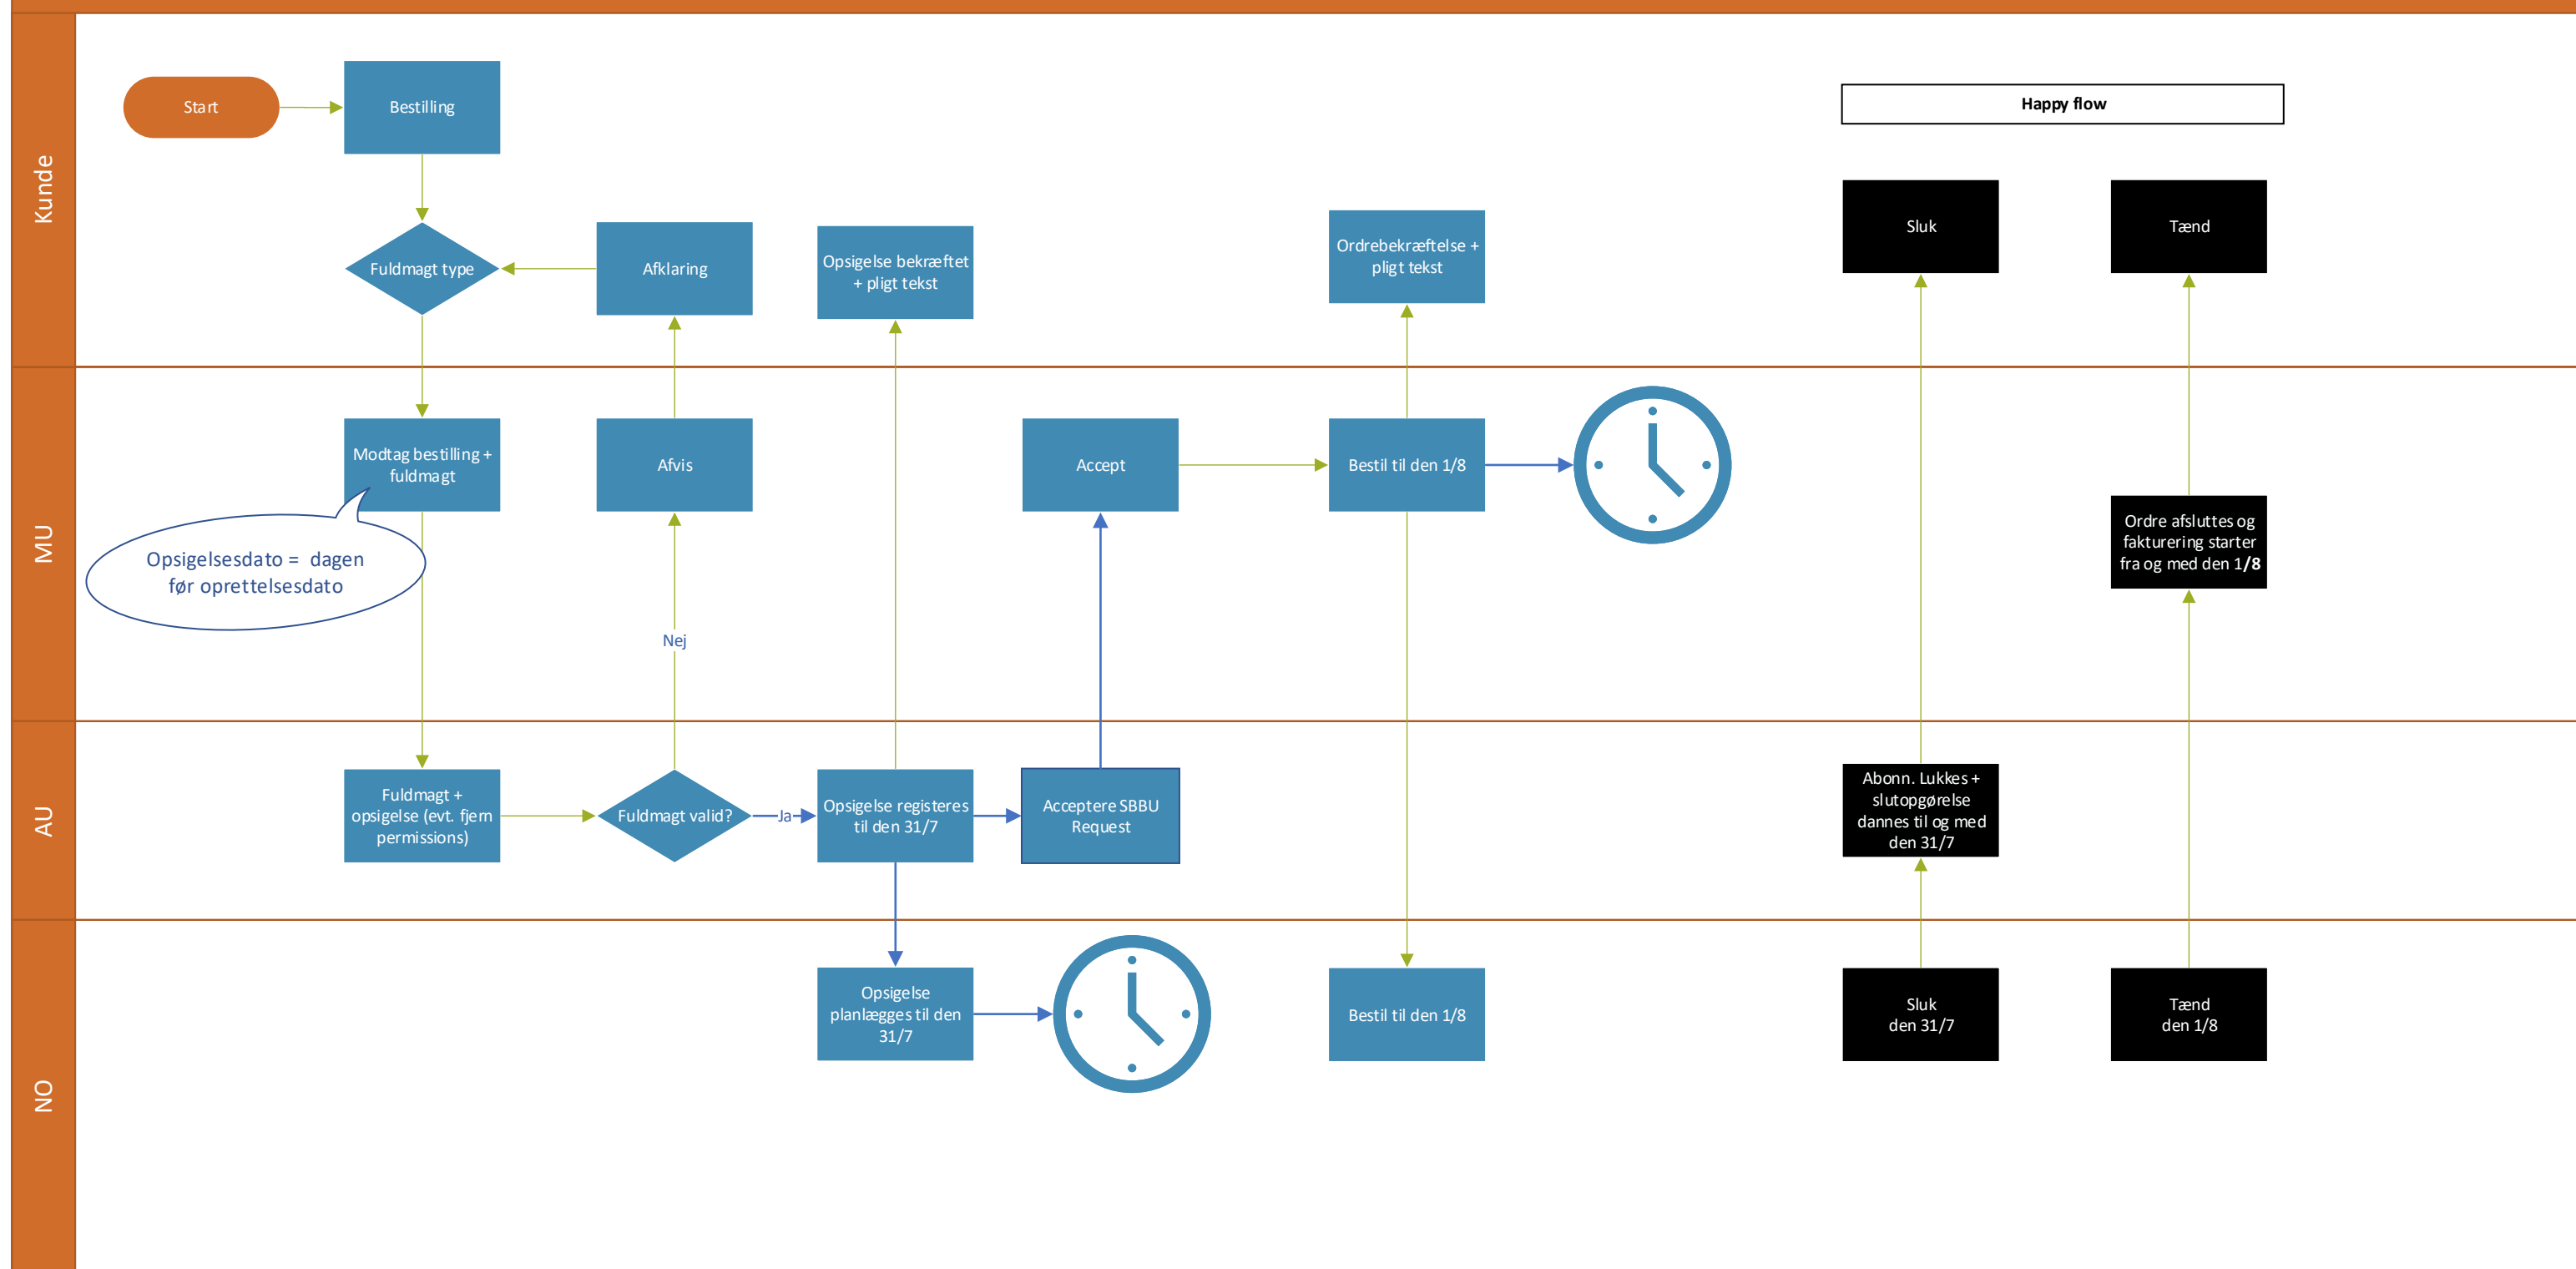 Kunde
Start
Bestilling
Happy flow
Fuldmagt type
Afklaring
Opsigelse bekræftet
+ pligt tekst
Ordrebekræftelse +
pligt tekst
Sluk
Tænd
MU
Modtag bestilling +
fuldmagt
Opsigelsesdato = dagen
før oprettelsesdato
Afvis
Nej
Accept
Bestil til den 1/8
Ordre afsluttes og
fakturering starter
fra og med den 1/8
AU
Fuldmagt +
opsigelse (evt. fjern
permissions)
Fuldmagt valid?
Ja
Opsigelse registeres
til den 31/7
Acceptere SBBU
Request
Abonn. Lukkes +
slutopgørelse
dannes til og med
den 31/7
NO
Opsigelse
planlægges til den
31/7
Bestil til den 1/8
Sluk
den 31/7
Tænd
den 1/8